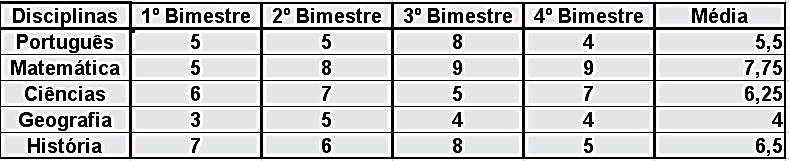 Disciplinas 1º Bimestre 2º Bimestre 3º Bimestre 4º Bimestre Média
Português 5 5 8 4 5,5
Matemática 5 8 9 9 7,75
Ciências 6 7 5 7 6,25
Geografia 3 5 4 4 4
História 7 6 8 5 6,5